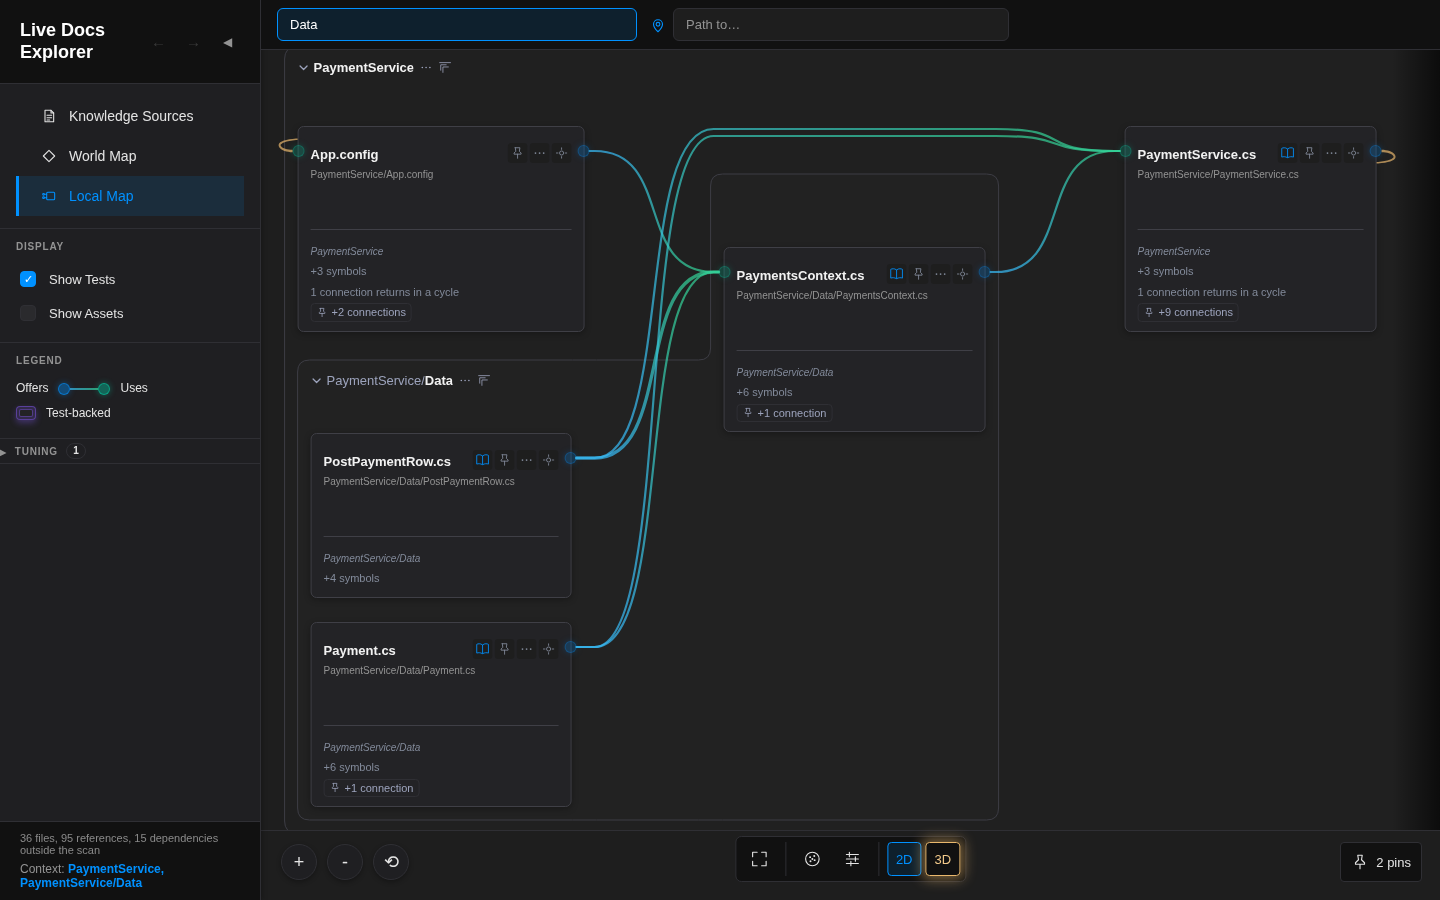 Live Docs
Explorer
Knowledge Sources
World Map
Local Map
DISPLAY
Show Tests
Show Assets
LEGEND
Offers Uses
Test-backed
TUNING 1
36 files, 95 references, 15 dependencies
outside the scan
Context: PaymentService,
PaymentService/Data
Data
Path to…
PaymentService
App.config
PaymentService/App.config
PaymentService
+3 symbols
1 connection returns in a cycle
+2 connections
PaymentService.cs
PaymentService/PaymentService.cs
PaymentService
+3 symbols
1 connection returns in a cycle
+9 connections
PaymentsContext.cs
PaymentService/Data/PaymentsContext.cs
PaymentService/Data
+6 symbols
+1 connection
PaymentService/Data
PostPaymentRow.cs
PaymentService/Data/PostPaymentRow.cs
PaymentService/Data
+4 symbols
Payment.cs
PaymentService/Data/Payment.cs
PaymentService/Data
+6 symbols
+1 connection
+ -
2D 3D
2 pins